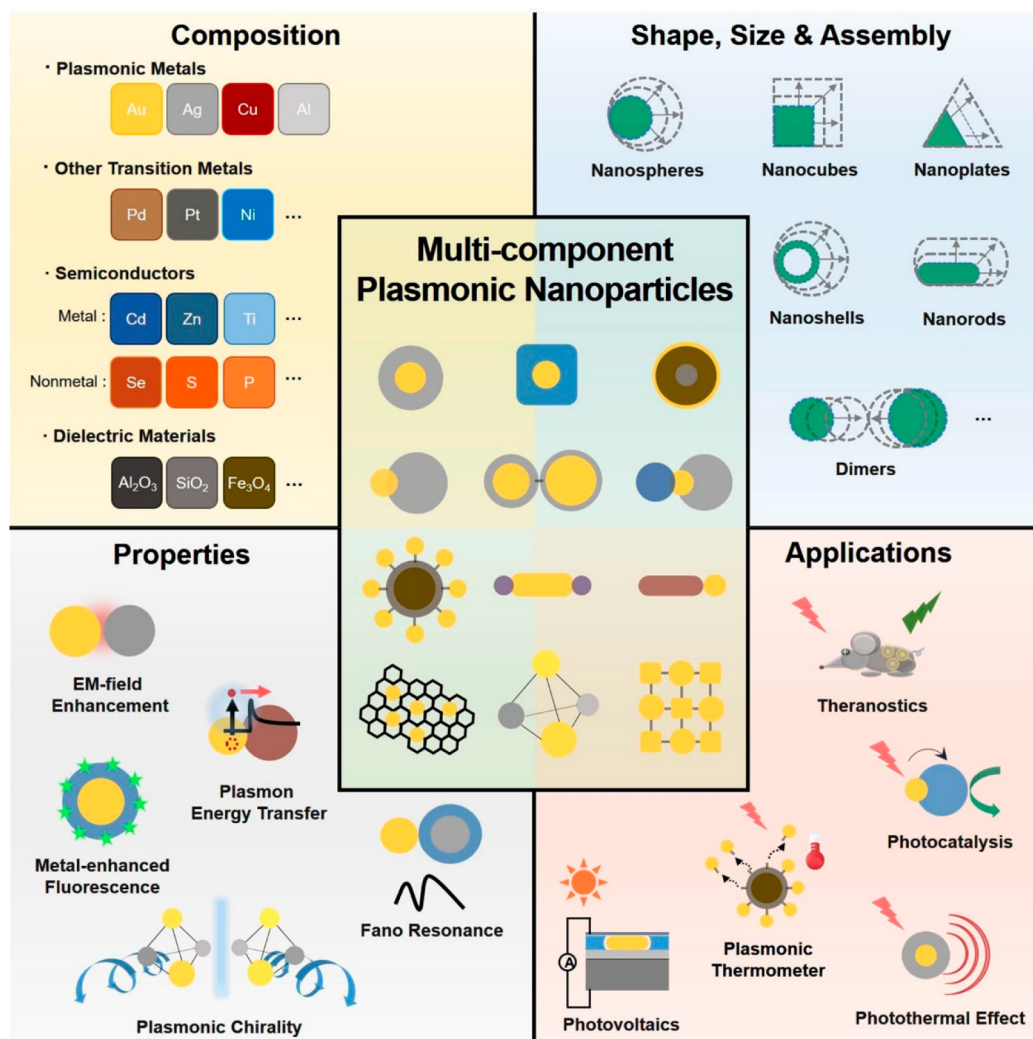 Composition
· Plasmonic Metals
Au Ag Cu Al
· Other Transition Metals
Pd Pt Ni ...
· Semiconductors
Metal : Cd Zn Ti ...
Nonmetal : Se S P ...
· Dielectric Materials
Al₂O₃ SiO₂ Fe₃O₄ ...
Shape, Size & Assembly
Nanospheres Nanocubes Nanoplates
Nanoshells Nanorods
...
Dimers
Multi-component
Plasmonic Nanoparticles
Properties
EM-field
Enhancement
Plasmon
Energy Transfer
Metal-enhanced
Fluorescence
Fano Resonance
Plasmonic Chirality
Applications
Theranostics
Photocatalysis
Plasmonic
Thermometer
A
Photovoltaics
Photothermal Effect